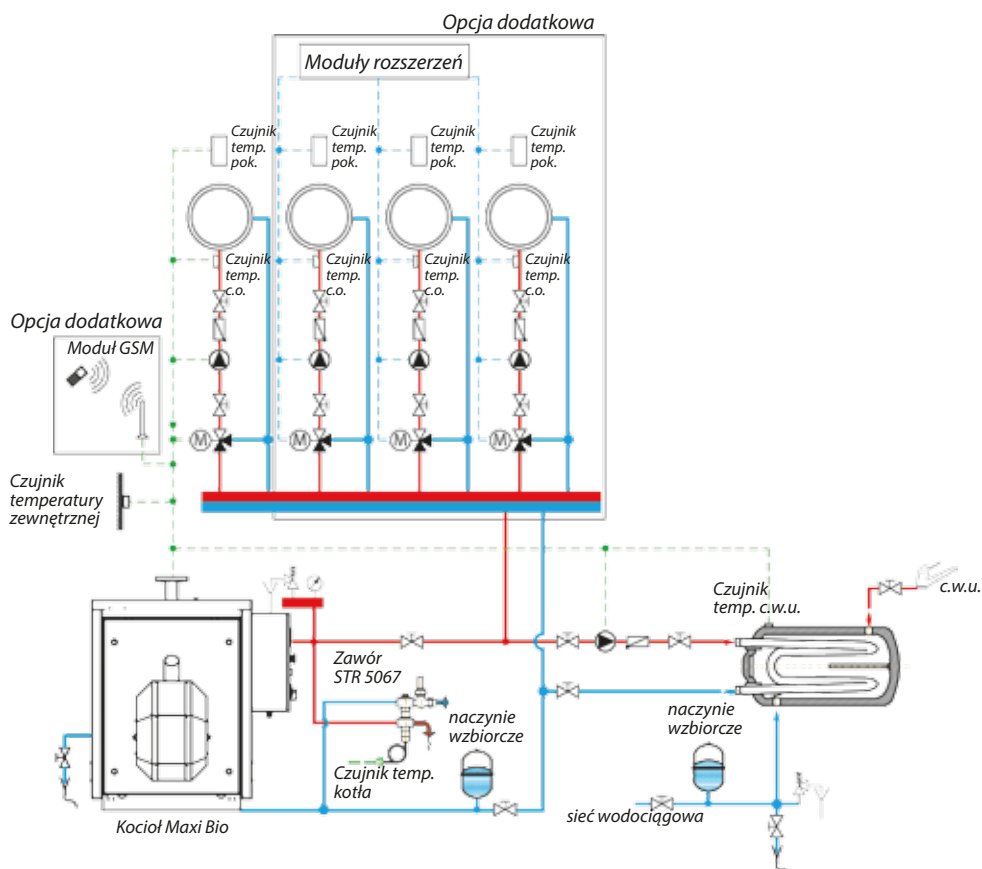 Opcja dodatkowa
Moduły rozszerzeń
Czujnik
temp.
pok.
Czujnik
temp.
pok.
Czujnik
temp.
pok.
Czujnik
temp.
pok.
Czujnik
temp.
c.o.
Czujnik
temp.
c.o.
Czujnik
temp.
c.o.
Czujnik
temp.
c.o.
Opcja dodatkowa
Moduł GSM
M
M
M
M
Czujnik
temperatury
zewnętrznej
Czujnik
temp. c.w.u.
c.w.u.
Zawór
STR 5067
naczynie
wzbiorcze
naczynie
wzbiorcze
Czujnik temp.
kotła
sieć wodociągowa
Kocioł Maxi Bio